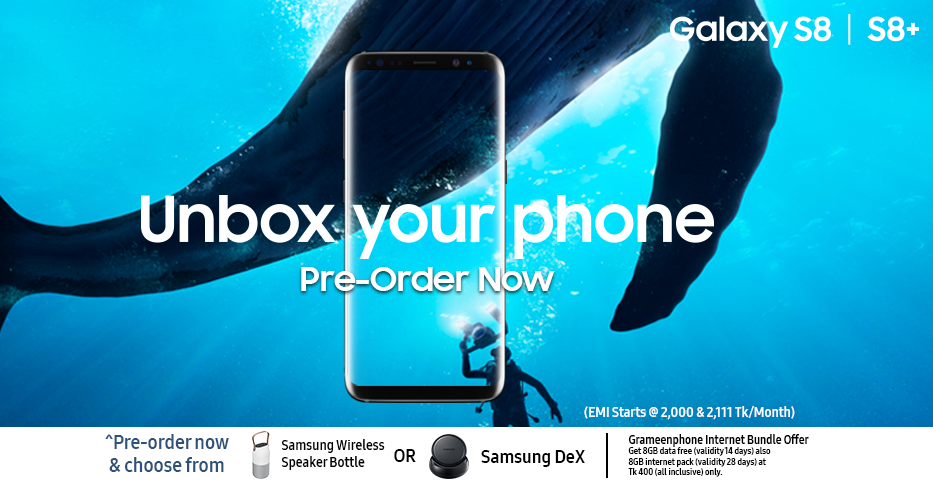 Galaxy S8 | S8+
Unbox your phone
Pre-Order Now
(EMI Starts @ 2,000 & 2,111 Tk/Month)
^Pre-order now
& choose from
Samsung Wireless
Speaker Bottle
OR
Samsung DeX
Grameenphone Internet Bundle Offer
Get 8GB data free (validity 14 days) also
8GB internet pack (validity 28 days) at
Tk 400 (all inclusive) only.